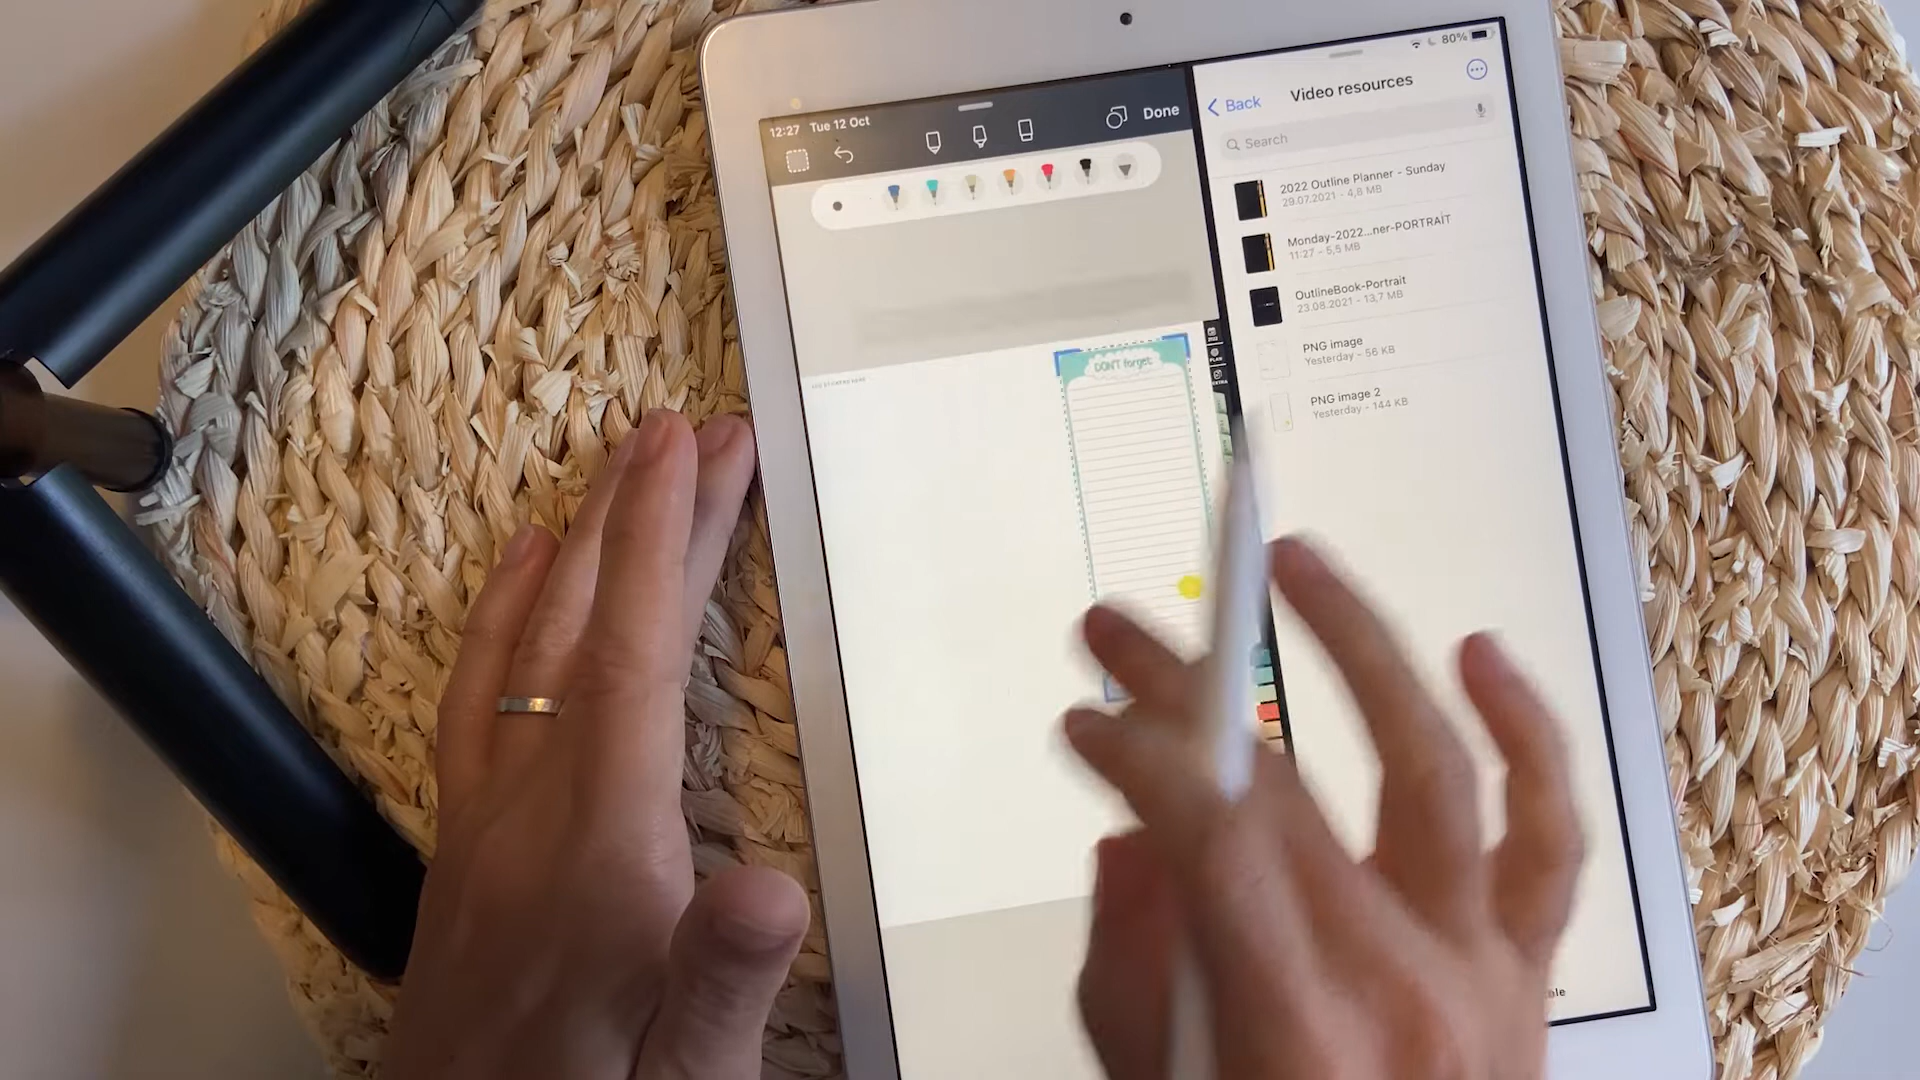 12:27 Tue 12 Oct
Done
DON'T forget
80%
Back
Video resources
Search
2022 Outline Planner - Sunday
29.07.2021 - 4,8 MB
Monday-2022...ner-PORTRAIT
11:27 - 5,5 MB
OutlineBook-Portrait
23.08.2021 - 13,7 MB
PNG image
Yesterday - 56 KB
PNG image 2
Yesterday - 144 KB